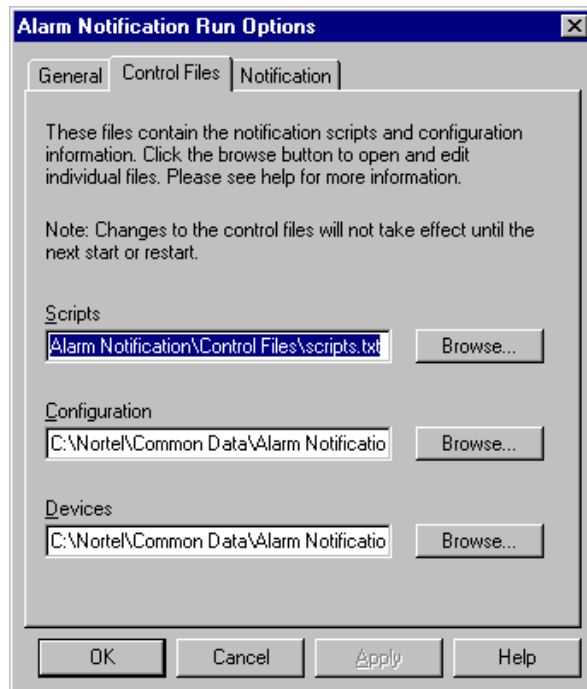 Alarm Notification Run Options
General Control Files Notification
These files contain the notification scripts and configuration
information. Click the browse button to open and edit
individual files. Please see help for more information.
Note: Changes to the control files will not take effect until the
next start or restart.
Scripts
Alarm Notification\Control Files\scripts.txt Browse...
Configuration
C:\Nortel\Common Data\Alarm Notificatio Browse...
Devices
C:\Nortel\Common Data\Alarm Notificatio Browse...
OK Cancel Apply Help